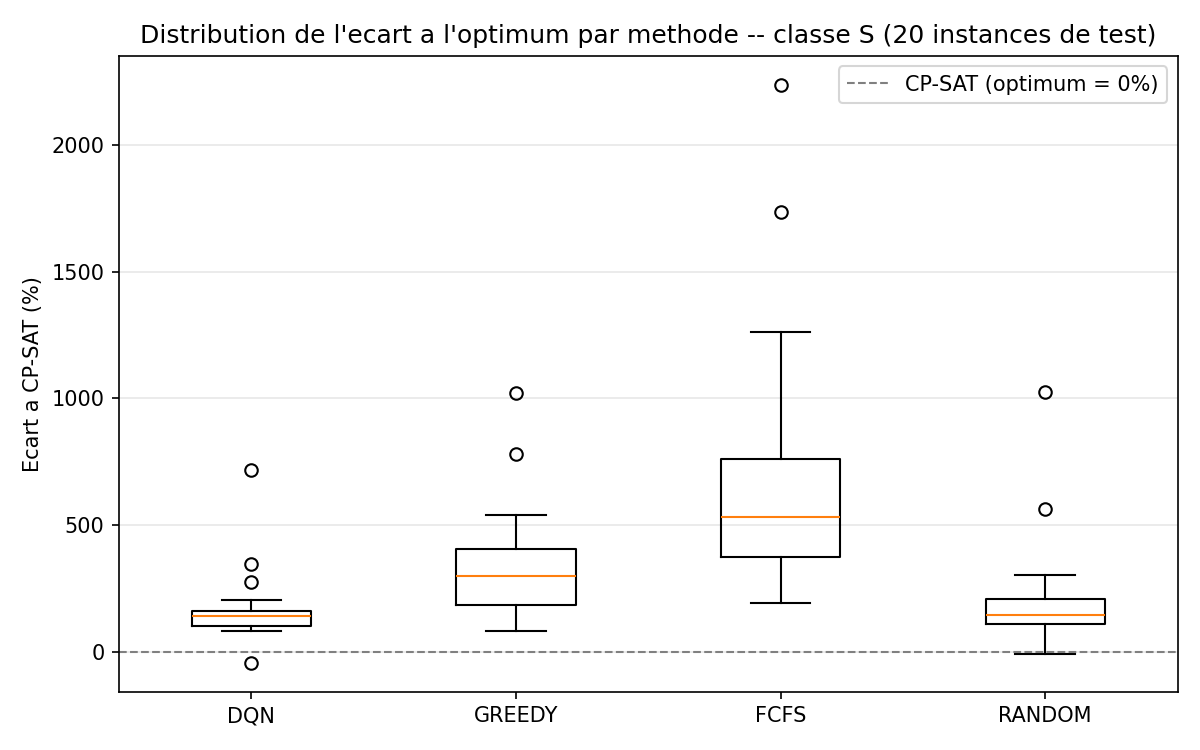 Distribution de l'ecart a l'optimum par methode -- classe S (20 instances de test)
CP-SAT (optimum = 0%)
Ecart a CP-SAT (%)
2000
1500
1000
500
0
DQN GREEDY FCFS RANDOM